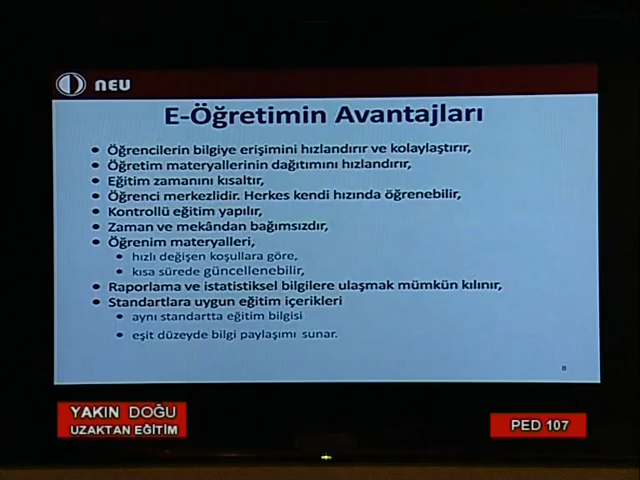 NEU
E-Öğretimin Avantajları
• Öğrencilerin bilgiye erişimini hızlandırır ve kolaylaştırır,
• Öğretim materyallerinin dağıtımını hızlandırır,
• Eğitim zamanını kısaltır,
• Öğrenci merkezlidir. Herkes kendi hızında öğrenebilir,
• Kontrollü eğitim yapılır,
• Zaman ve mekândan bağımsızdır,
• Öğrenim materyalleri,
• hızlı değişen koşullara göre,
• kısa sürede güncellenebilir,
• Raporlama ve istatistiksel bilgilere ulaşmak mümkün kılınır,
• Standartlara uygun eğitim içerikleri
• aynı standartta eğitim bilgisi
• eşit düzeyde bilgi paylaşımı sunar.
8
YAKIN DOĞU
UZAKTAN EĞİTİM
PED 107